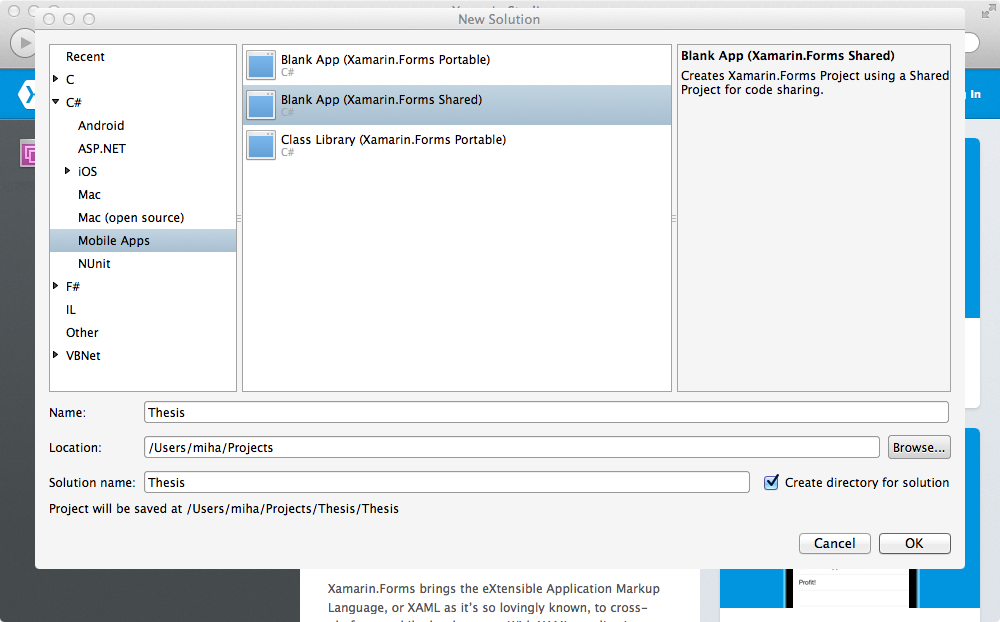 New Solution
Recent
C
C#
Android
ASP.NET
iOS
Mac
Mac (open source)
Mobile Apps
NUnit
F#
IL
Other
VBNet
Blank App (Xamarin.Forms Portable)
C#
Blank App (Xamarin.Forms Shared)
C#
Class Library (Xamarin.Forms Portable)
C#
Blank App (Xamarin.Forms Shared)
Creates Xamarin.Forms Project using a Shared
Project for code sharing.
In
Name:
Thesis
Location:
/Users/miha/Projects
Browse...
Solution name:
Thesis
Create directory for solution
Project will be saved at /Users/miha/Projects/Thesis/Thesis
Cancel
OK
Profit!
Xamarin.Forms brings the eXtensible Application Markup
Language, or XAML as it's so lovingly known, to cross-